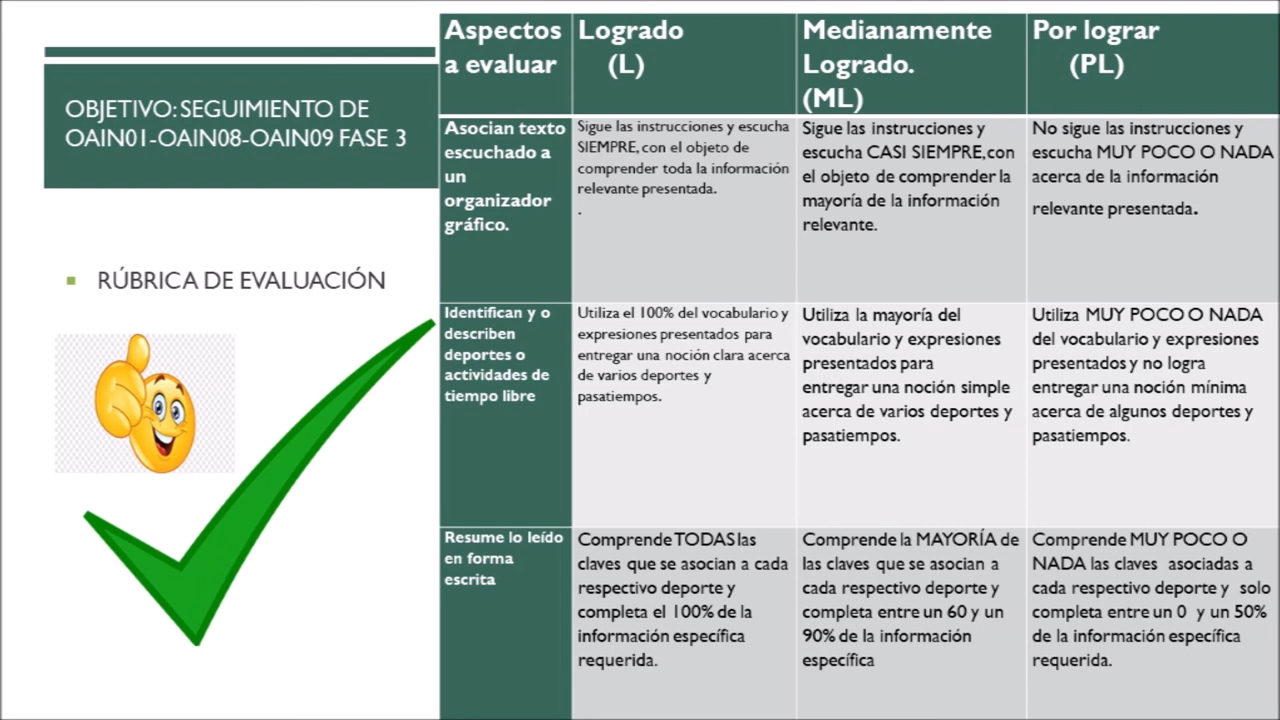 OBJETIVO: SEGUIMIENTO DE
OAIN01-OAIN08-OAIN09 FASE 3
RÚBRICA DE EVALUACIÓN
Aspectos
a evaluar
Logrado
(L)
Medianamente
Logrado.
(ML)
Por lograr
(PL)
Asocian texto
escuchado a
un
organizador
gráfico.
Sigue las instrucciones y escucha
SIEMPRE, con el objeto de
comprender toda la información
relevante presentada.
.
Sigue las instrucciones y
escucha CASI SIEMPRE, con
el objeto de comprender la
mayoría de la información
relevante.
No sigue las instrucciones y
escucha MUY POCO O NADA
acerca de la información
relevante presentada.
Identifican y o
describen
deportes o
actividades de
tiempo libre
Utiliza el 100% del vocabulario y
expresiones presentados para
entregar una noción clara acerca
de varios deportes y
pasatiempos.
Utiliza la mayoría del
vocabulario y expresiones
presentados para
entregar una noción simple
acerca de varios deportes y
pasatiempos.
Utiliza MUY POCO O NADA
del vocabulario y expresiones
presentados y no logra
entregar una noción mínima
acerca de algunos deportes y
pasatiempos.
Resume lo leído
en forma
escrita
Comprende TODAS las
claves que se asocian a cada
respectivo deporte y
completa el 100% de la
información específica
requerida.
Comprende la MAYORÍA de
las claves que se asocian a
cada respectivo deporte y
completa entre un 60 y un
90% de la información
específica
Comprende MUY POCO O
NADA las claves asociadas a
cada respectivo deporte y solo
completa entre un 0 y un 50%
de la información específica
requerida.